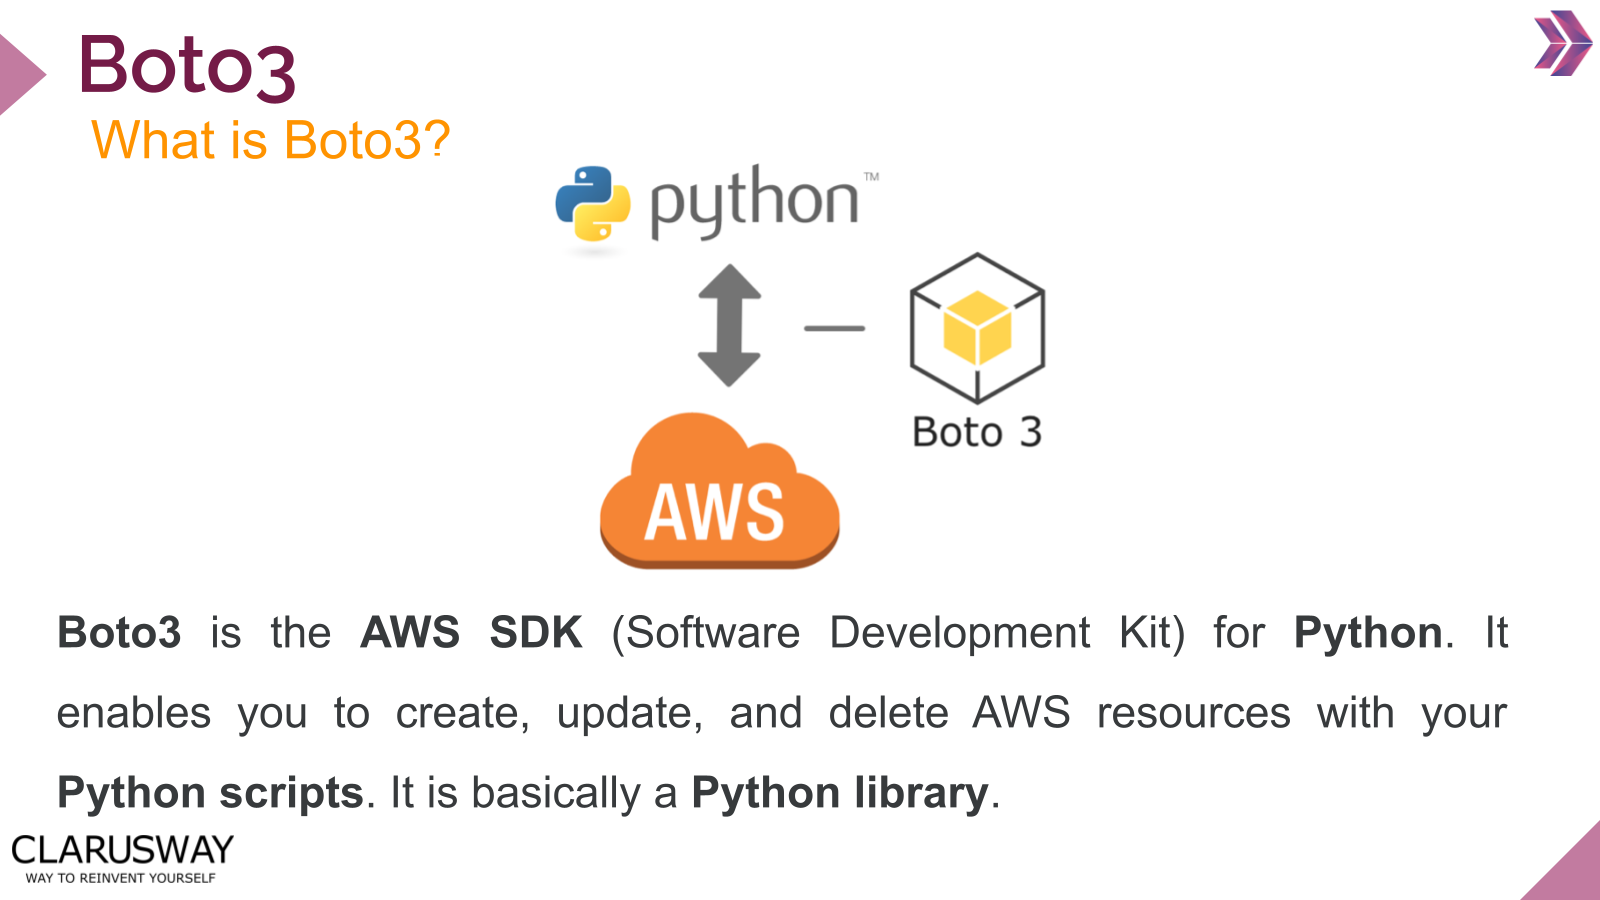 Boto3
What is Boto3?
python™
Boto 3
AWS
Boto3 is the AWS SDK (Software Development Kit) for Python. It
enables you to create, update, and delete AWS resources with your
Python scripts. It is basically a Python library.
CLARUSWAY
WAY TO REINVENT YOURSELF